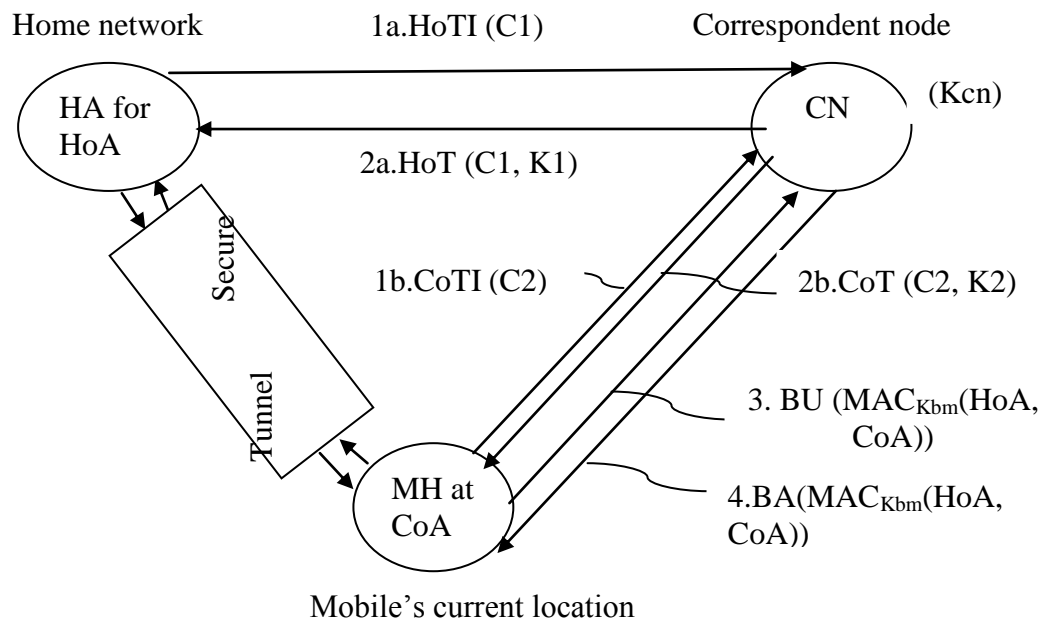 Home network
1a.HoTI (C1)
Correspondent node
HA for
HoA
CN
(Kcn)
2a.HoT (C1, K1)
Secure
Tunnel
1b.CoTI (C2)
2b.CoT (C2, K2)
3. BU (MACKbm(HoA,
CoA))
MH at
CoA
4.BA(MACKbm(HoA,
CoA))
Mobile’s current location